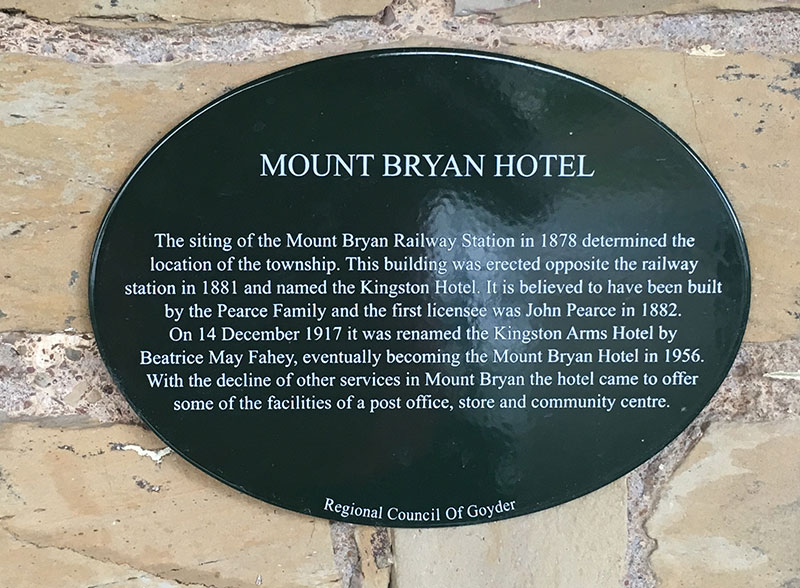 MOUNT BRYAN HOTEL
The siting of the Mount Bryan Railway Station in 1878 determined the
location of the township. This building was erected opposite the railway
station in 1881 and named the Kingston Hotel. It is believed to have been built
by the Pearce Family and the first licensee was John Pearce in 1882.
On 14 December 1917 it was renamed the Kingston Arms Hotel by
Beatrice May Fahey, eventually becoming the Mount Bryan Hotel in 1956.
With the decline of other services in Mount Bryan the hotel came to offer
some of the facilities of a post office, store and community centre.
Regional Council Of Goyder